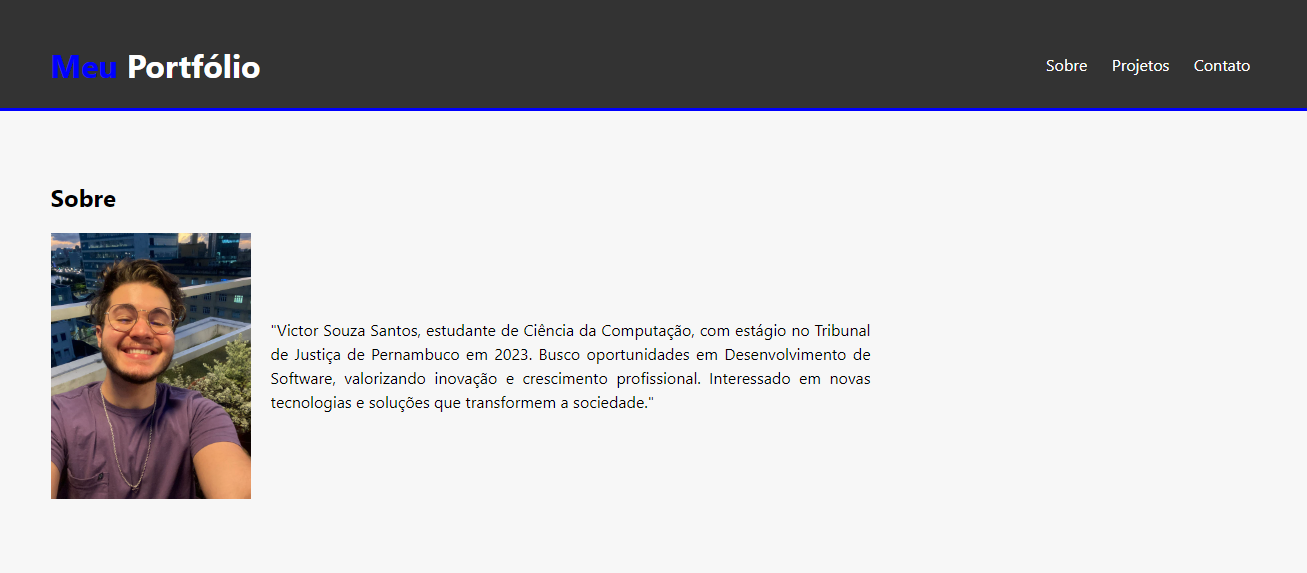 Meu Portfólio
Sobre Projetos Contato
Sobre
"Victor Souza Santos, estudante de Ciência da Computação, com estágio no Tribunal
de Justiça de Pernambuco em 2023. Busco oportunidades em Desenvolvimento de
Software, valorizando inovação e crescimento profissional. Interessado em novas
tecnologias e soluções que transformem a sociedade."